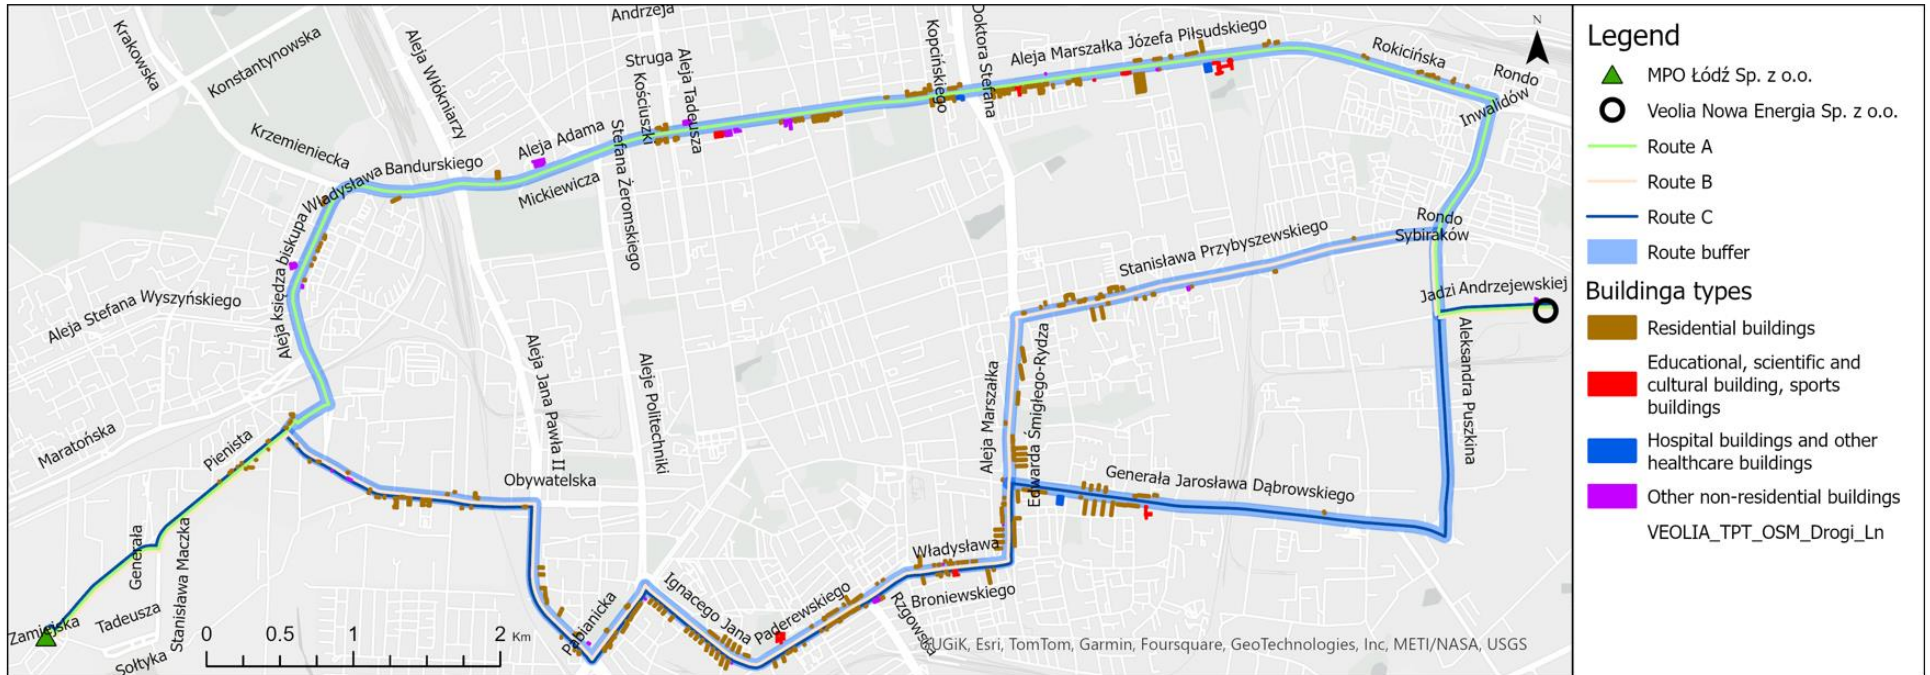 Krakowska
Konstantynowska
Aleja Włókniarzy
Andrzeja
Struga
Kościuszki
Aleja Tadeusza
Kopcińskiego
Doktora Stefana
Aleja Marszałka Józefa Piłsudskiego
Rokicińska
Rondo
Inwalidów
N
Krzemieniecka
Władysława Bandurskiego
Aleja Adama
Mickiewicza
Stefana Żeromskiego
Aleja księdza biskupa
Aleja Stefana Wyszyńskiego
Stanisława Przybyszewskiego
Rondo
Sybiraków
Jadzi Andrzejewskiej
Aleksandra Puszkina
Aleja Jana Pawła II
Aleje Politechniki
Aleja Marszałka
Edwarda Śmigłego-Rydza
Maratońska
Pienista
Obywatelska
Generała Jarosława Dąbrowskiego
Generała
Stanisława Maczka
Tadeusza
Sołtyka
Zamiejska
Pabianicka
Ignacego Jana
Paderewskiego
Władysława
Broniewskiego
Rzgowska
0 0.5 1 2 Km
©UGiK, Esri, TomTom, Garmin, Foursquare, GeoTechnologies, Inc, METI/NASA, USGS
Legend
MPO Łódź Sp. z o.o.
Veolia Nowa Energia Sp. z o.o.
Route A
Route B
Route C
Route buffer
Buildinga types
Residential buildings
Educational, scientific and
cultural building, sports
buildings
Hospital buildings and other
healthcare buildings
Other non-residential buildings
VEOLIA_TPT_OSM_Drogi_Ln